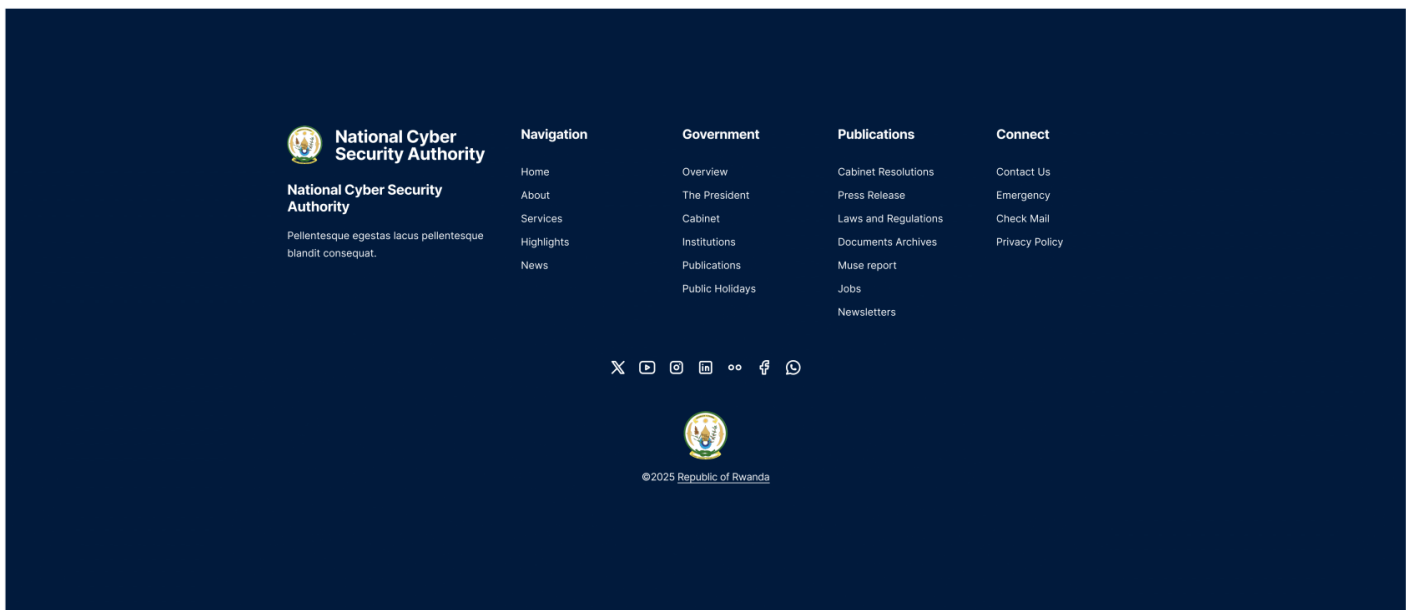 National Cyber
Security Authority
National Cyber Security
Authority
Pellentesque egestas lacus pellentesque
blandit consequat.
Navigation
Home
About
Services
Highlights
News
Government
Overview
The President
Cabinet
Institutions
Publications
Public Holidays
Publications
Cabinet Resolutions
Press Release
Laws and Regulations
Documents Archives
Muse report
Jobs
Newsletters
Connect
Contact Us
Emergency
Check Mail
Privacy Policy
©2025 Republic of Rwanda